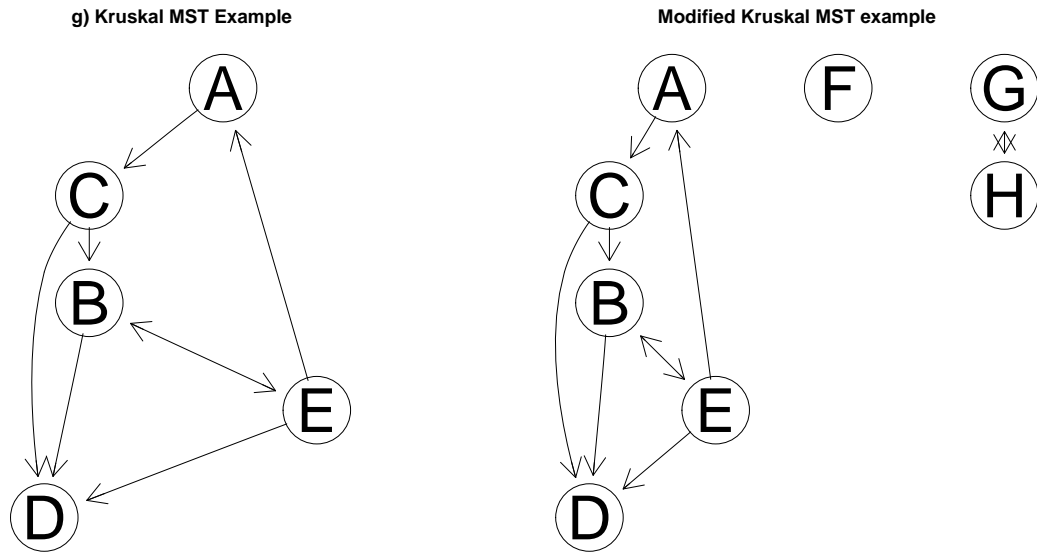 g) Kruskal MST Example
A
C
B
E
D
Modified Kruskal MST example
A
F
G
C
H
B
E
D